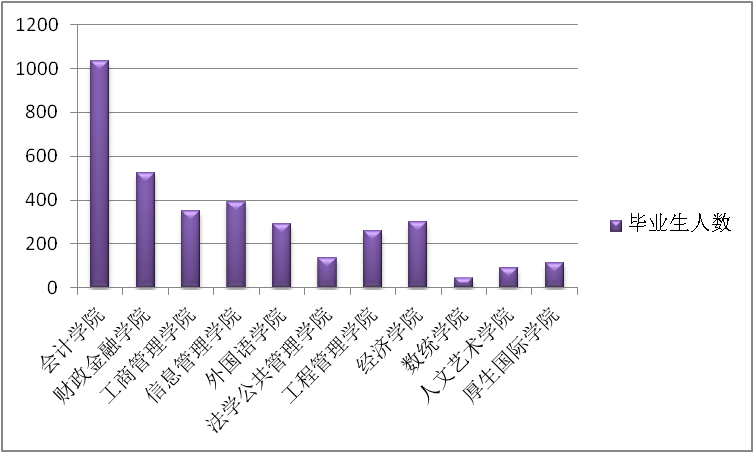 1200
1000
800
600
400
200
0
会计学院
财政金融学院
工商管理学院
信息管理学院
外国语学院
法学公共管理学院
工程管理学院
经济学院
数统学院
人文艺术学院
厚生国际学院
毕业生人数